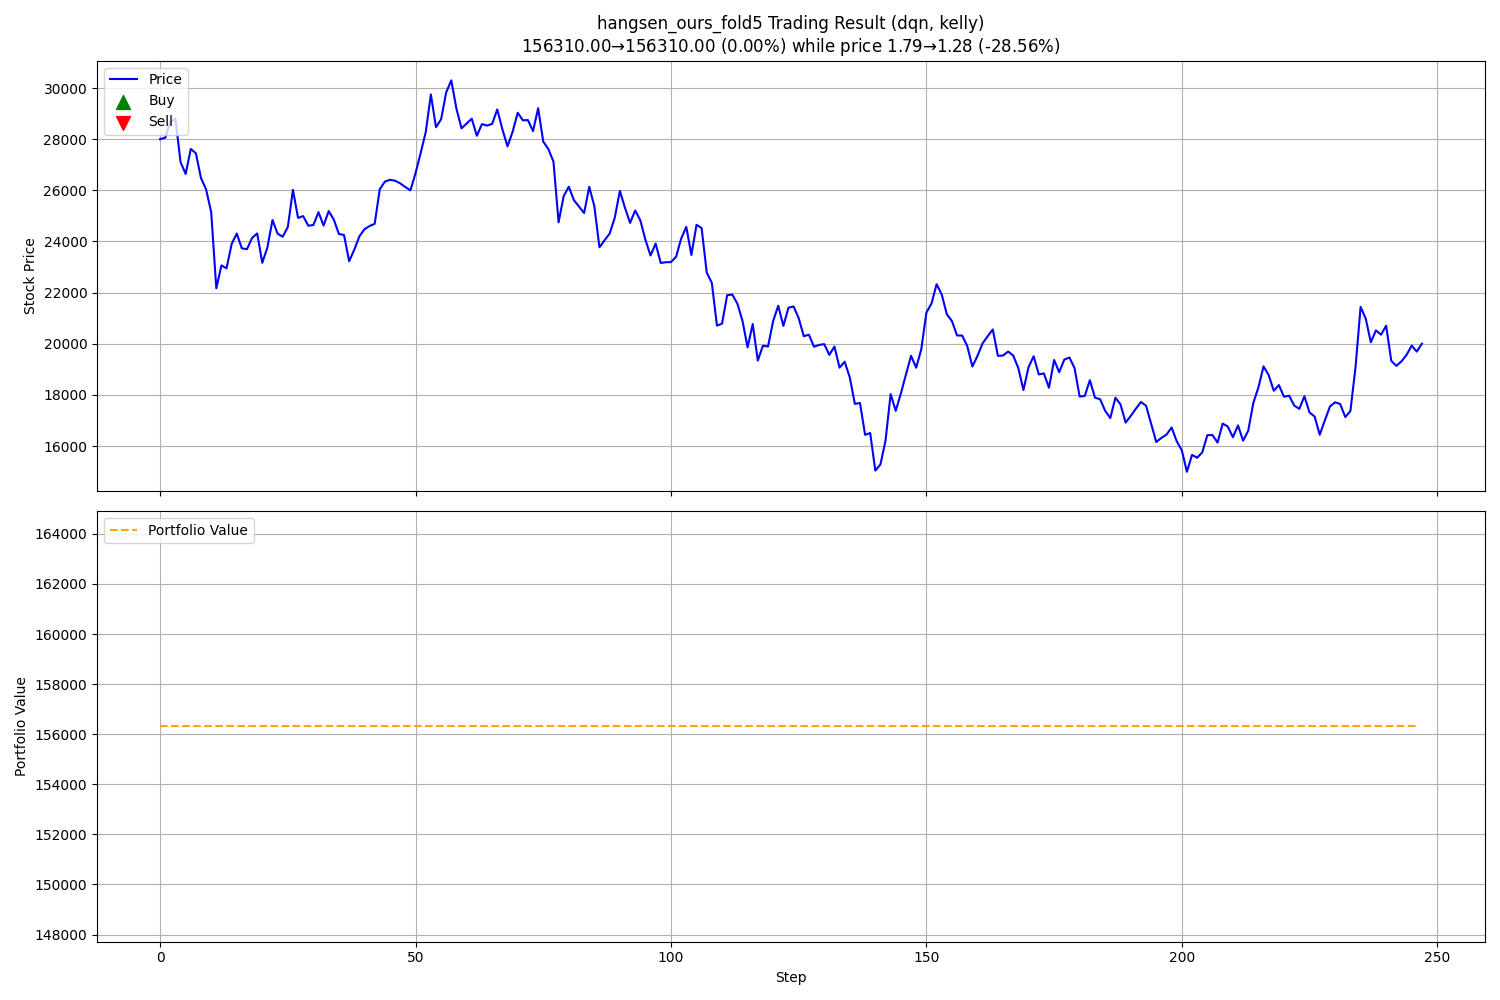 hangsen_ours_fold5 Trading Result (dqn, kelly)
156310.00→156310.00 (0.00%) while price 1.79→1.28 (-28.56%)
Price
Buy
Sell
30000
28000
26000
24000
22000
20000
18000
16000
Stock Price
Portfolio Value
164000
162000
160000
158000
156000
154000
152000
150000
148000
Portfolio Value
0
50
100
150
200
250
Step